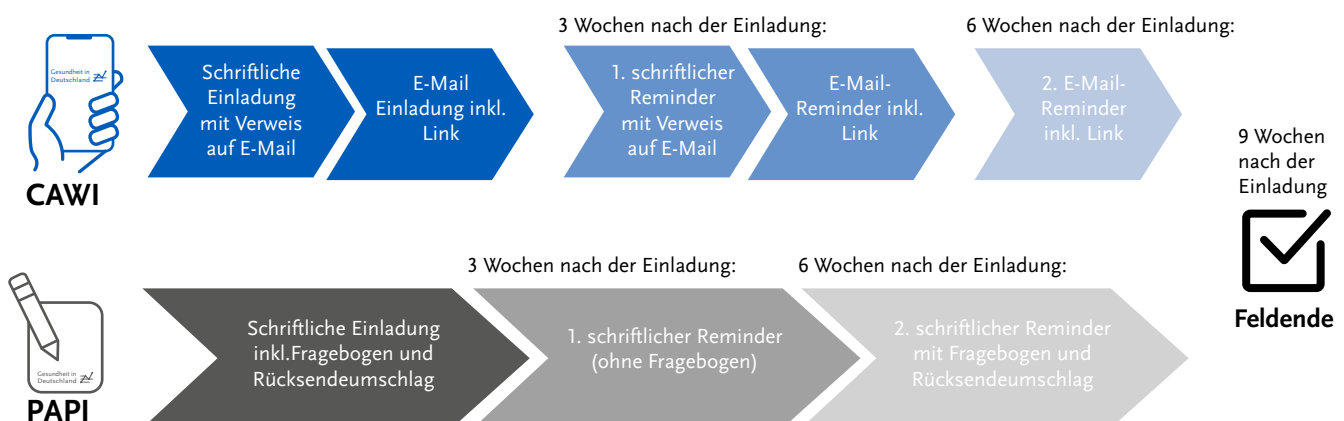 3 Wochen nach der Einladung:
6 Wochen nach der Einladung:
Gesundheit in
Deutschland
Schriftliche
Einladung
mit Verweis
auf E-Mail
E-Mail
Einladung inkl.
Link
1. schriftlicher
Reminder
mit Verweis
auf E-Mail
E-Mail-
Reminder inkl.
Link
2. E-Mail-
Reminder
inkl. Link
CAWI
9 Wochen
nach der
Einladung
Feldende
3 Wochen nach der Einladung:
6 Wochen nach der Einladung:
Schriftliche Einladung
inkl.Fragebogen und
Rücksendeumschlag
1. schriftlicher Reminder
(ohne Fragebogen)
2. schriftlicher Reminder
mit Fragebogen und
Rücksendeumschlag
Gesundheit in
Deutschland
PAPI